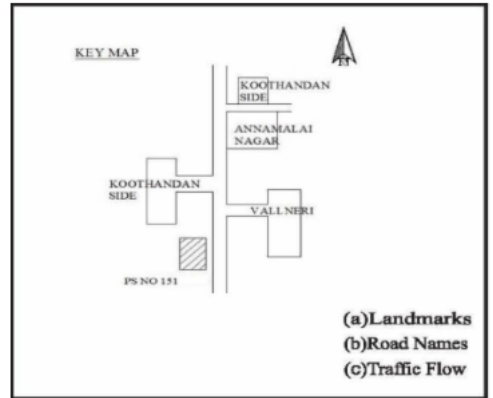 KEY MAP
KOOTHANDAN
SIDE
ANNAMALAI
NAGAR
KOOTHANDAN
SIDE
VALLNERI
PS NO 151
(a)Landmarks
(b)Road Names
(c)Traffic Flow